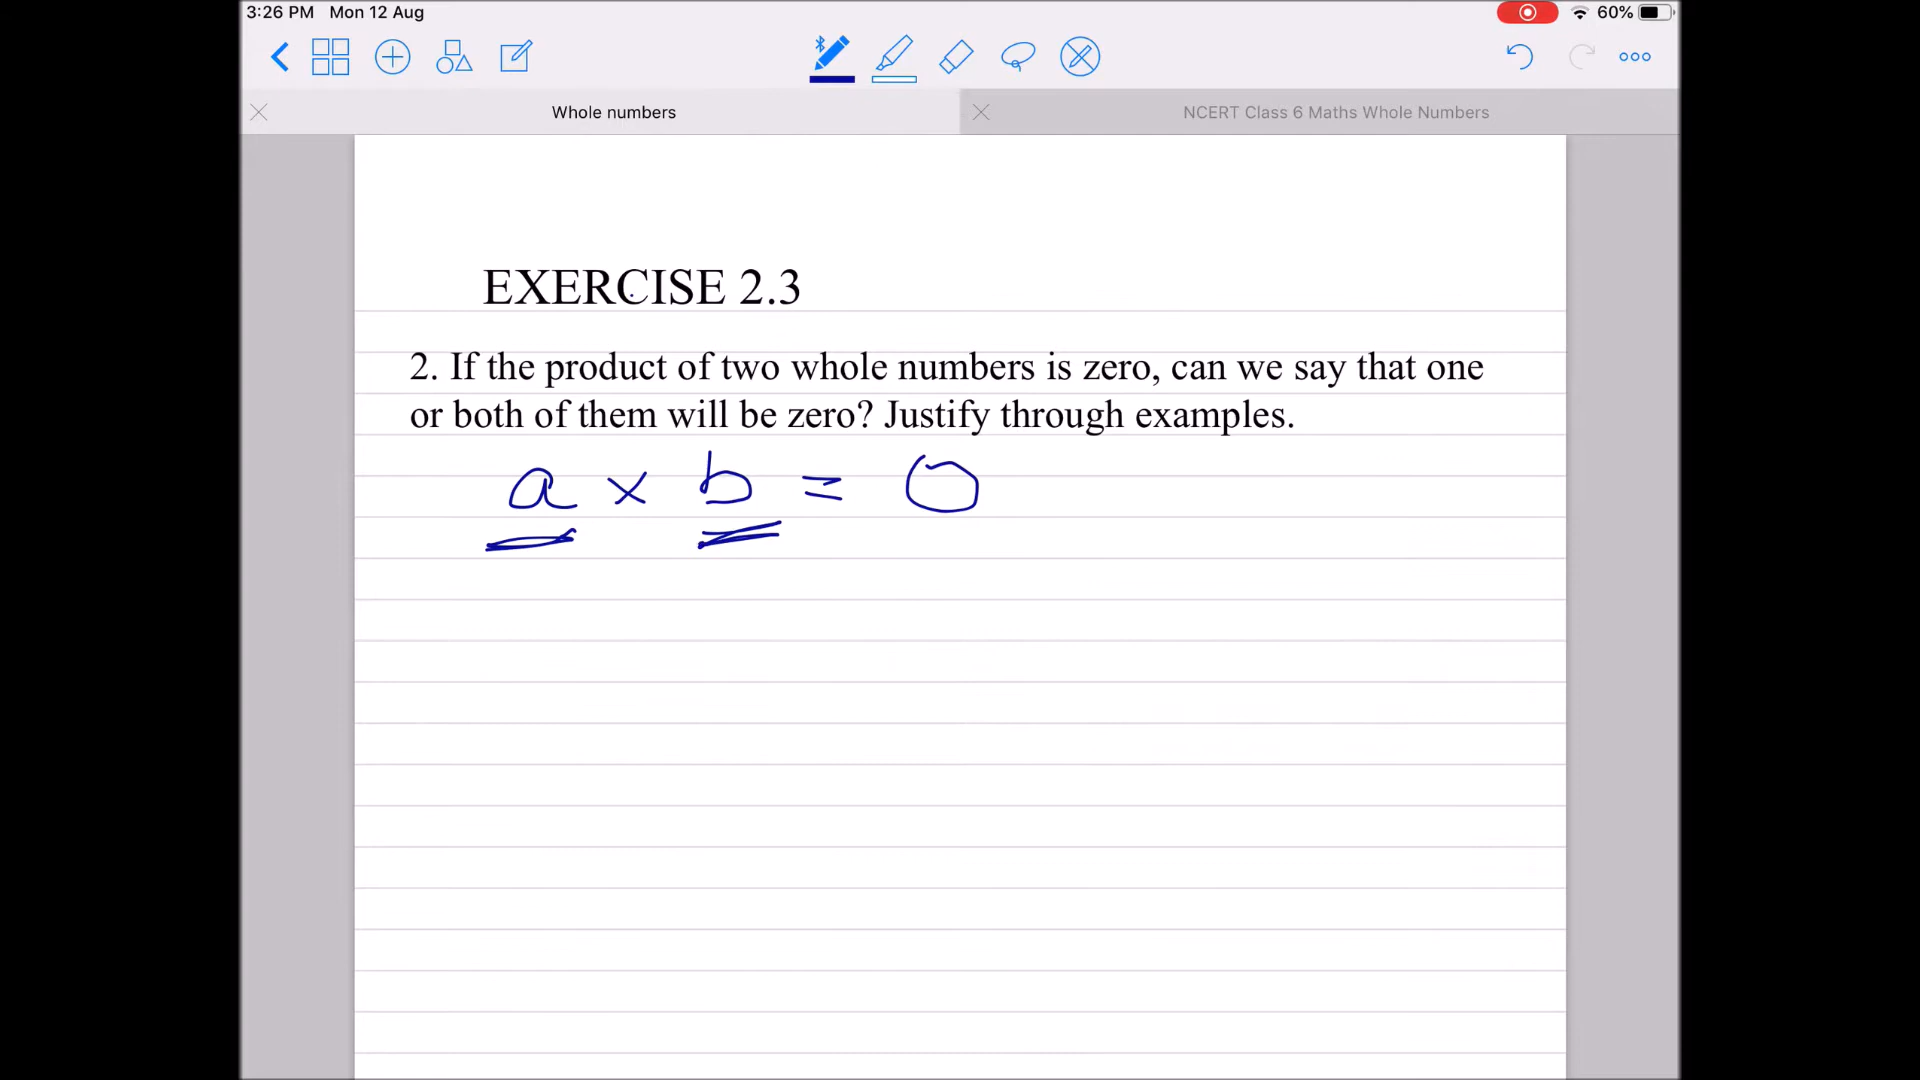 3:26 PM Mon 12 Aug 60%
Whole numbers NCERT Class 6 Maths Whole Numbers
EXERCISE 2.3
2. If the product of two whole numbers is zero, can we say that one
or both of them will be zero? Justify through examples.
a × b = 0